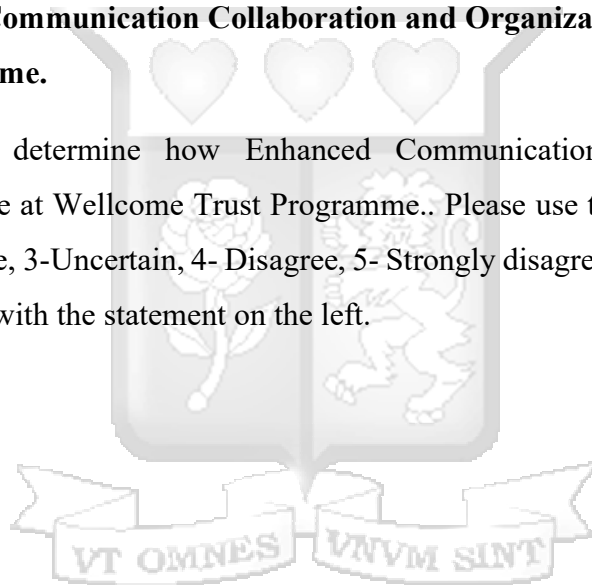 Communication Collaboration and Organiza
me.
determine how Enhanced Communication
e at Wellcome Trust Programme.. Please use t
e, 3-Uncertain, 4- Disagree, 5- Strongly disagre
with the statement on the left.
VT OMNES VNVM SINT